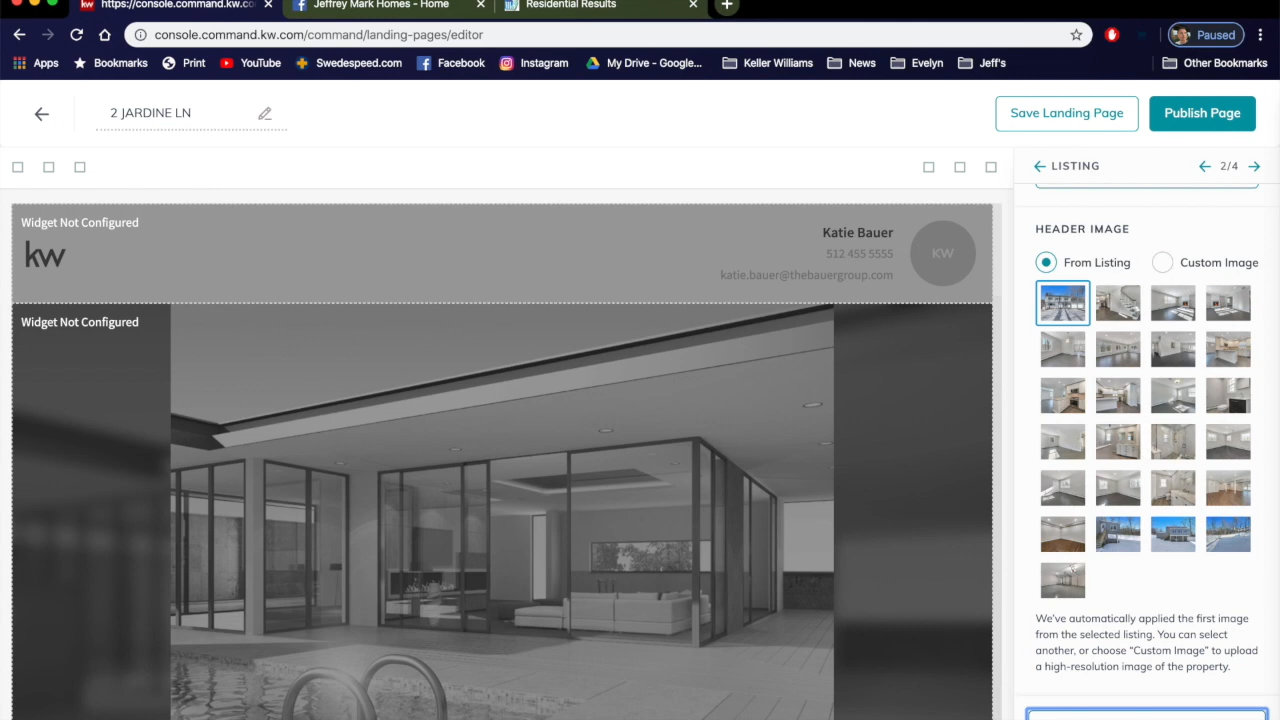 https://console.command.kw.co
Jeffrey Mark Homes - Home
Residential Results
console.command.kw.com/command/landing-pages/editor
Paused
Apps
Bookmarks
Print
YouTube
Swedespeed.com
Facebook
Instagram
My Drive - Google...
Keller Williams
News
Evelyn
Jeff's
Other Bookmarks
2 JARDINE LN
Save Landing Page
Publish Page
LISTING
2/4
Widget Not Configured
kw
Katie Bauer
512 455 5555
katie.bauer@thebauergroup.com
KW
Widget Not Configured
HEADER IMAGE
From Listing
Custom Image
We've automatically applied the first image
from the selected listing. You can select
another, or choose "Custom Image" to upload
a high-resolution image of the property.